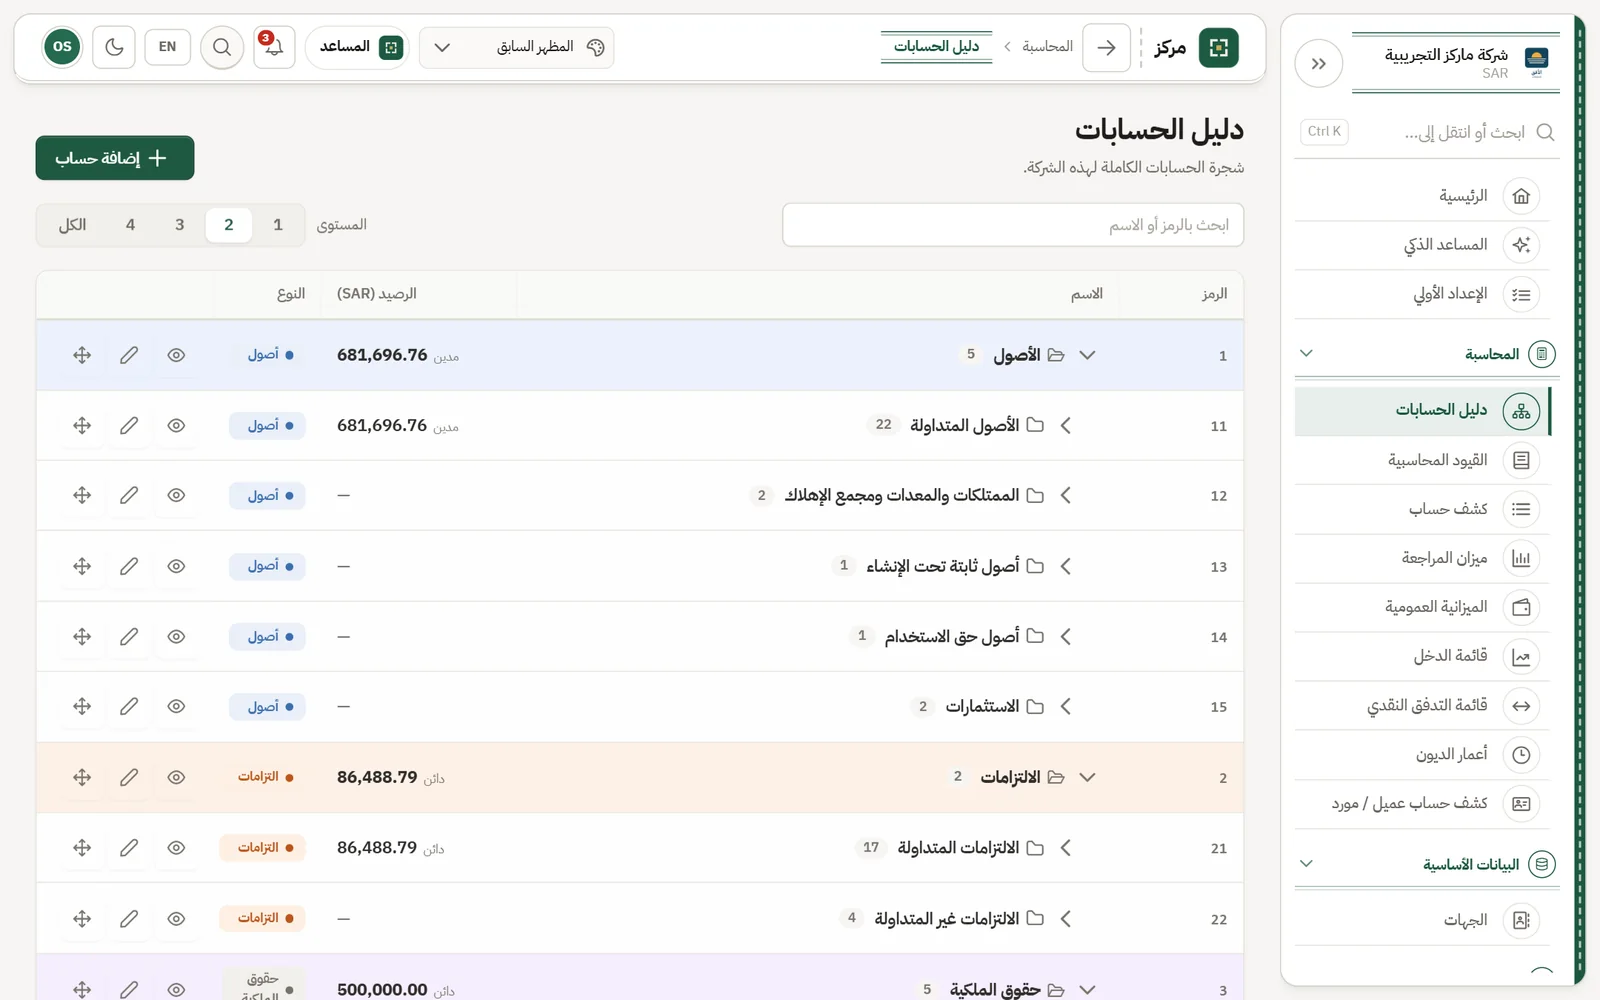 شركة ماركز التجريبية
SAR
ابحث أو انتقل إلى...
Ctrl K
الرئيسية
المساعد الذكي
الإعداد الأولي
المحاسبة
دليل الحسابات
القيود المحاسبية
كشف حساب
ميزان المراجعة
الميزانية العمومية
قائمة الدخل
قائمة التدفق النقدي
أعمار الديون
كشف حساب عميل / مورد
البيانات الأساسية
الجهات
مركز
المحاسبة
دليل الحسابات
المظهر السابق
المساعد
3
EN
OS
دليل الحسابات
شجرة الحسابات الكاملة لهذه الشركة.
إضافة حساب
ابحث بالرمز أو الاسم
المستوى 1 2 3 4 الكل
الرمز الاسم الرصيد (SAR) النوع
1 الأصول 5 681,696.76 مدين أصول
11 الأصول المتداولة 22 681,696.76 مدين أصول
12 الممتلكات والمعدات ومجمع الإهلاك 2 — أصول
13 أصول ثابتة تحت الإنشاء 1 — أصول
14 أصول حق الاستخدام 1 — أصول
15 الاستثمارات 2 — أصول
2 الالتزامات 2 86,488.79 دائن التزامات
21 الالتزامات المتداولة 17 86,488.79 دائن التزامات
22 الالتزامات غير المتداولة 4 — التزامات
3 حقوق الملكية 5 500,000.00 دائن حقوق الملكية